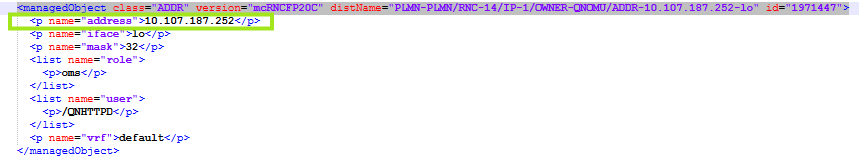 <managedObject class="ADDR" version="mcRNCFP20C" distName="PLMN-PLMN/RNC-14/IP-1/OWNER-QNOMU/ADDR-10.107.187.252-lo" id="1971447">
<p name="address">10.107.187.252</p>
<p name="iface">lo</p>
<p name="mask">32</p>
<list name="role">
<p>oms</p>
</list>
<list name="user">
<p>/QNHTTPD</p>
</list>
<p name="vrf">default</p>
</managedObject>